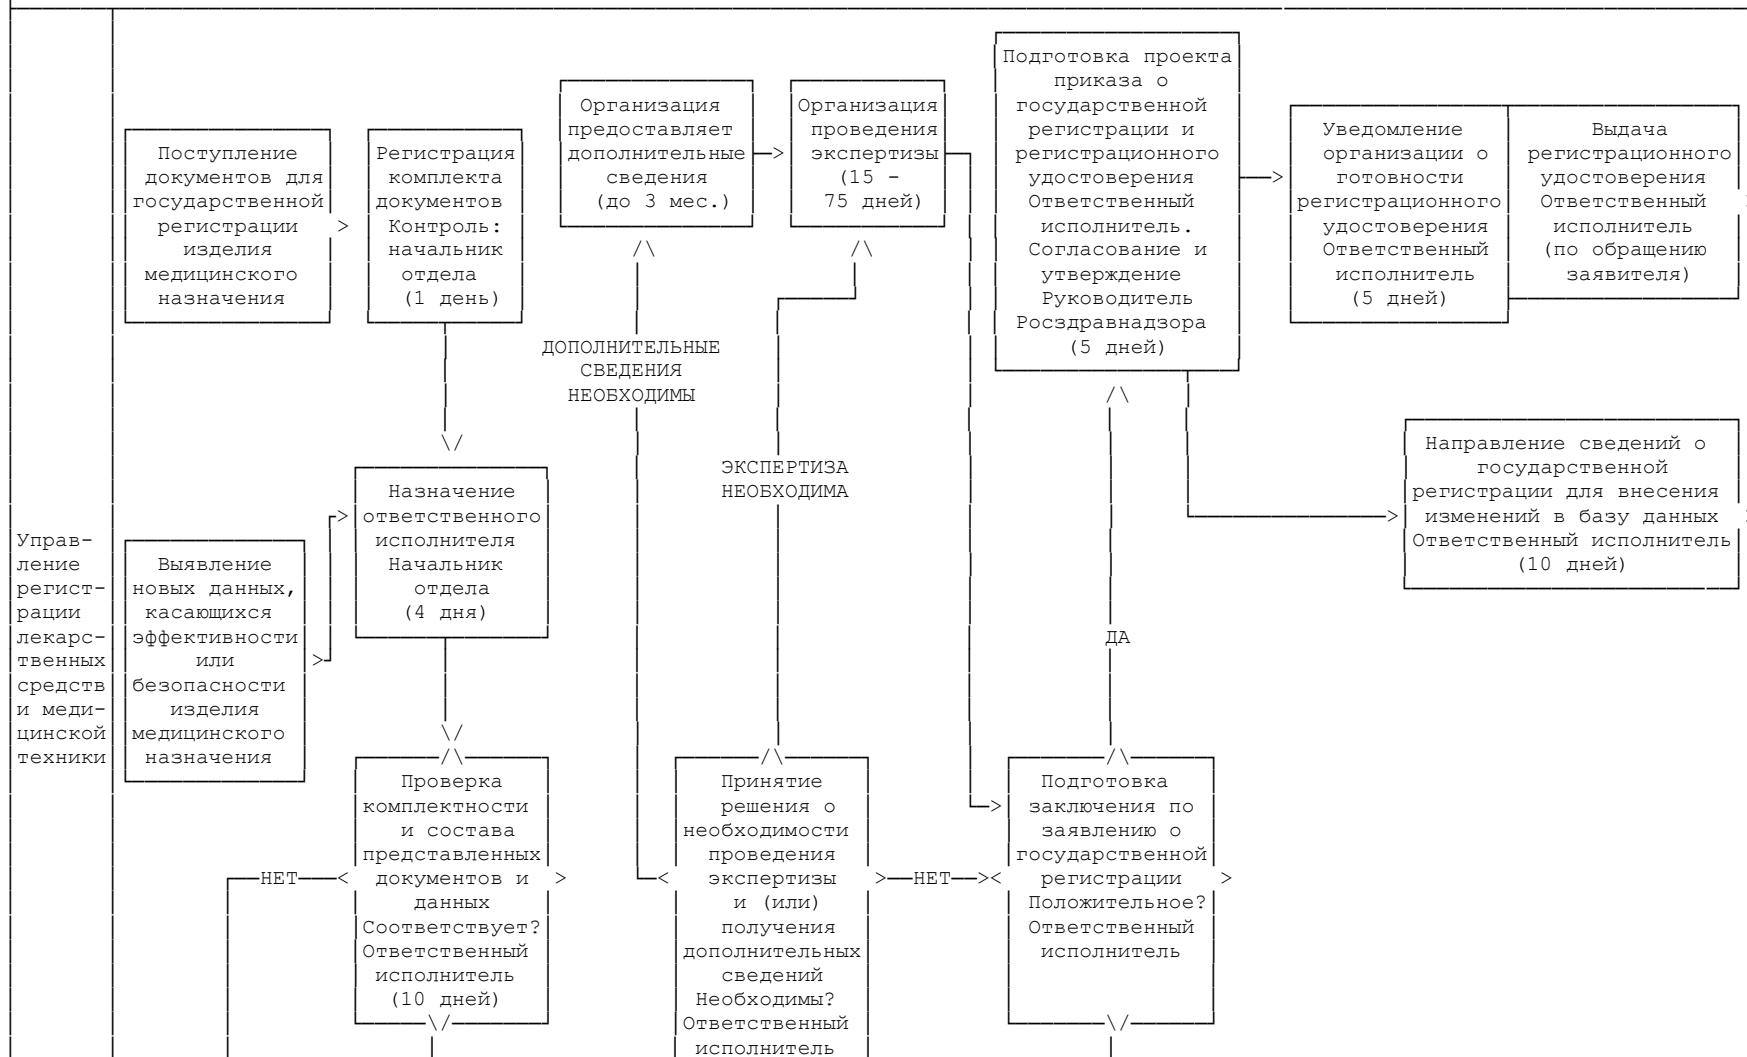 Подготовка проекта
приказа о
государственной
регистрации и
регистрационного
удостоверения
Ответственный
исполнитель.
Согласование и
утверждение
Руководитель
Росздравнадзора
(5 дней)
Организация
предоставляет
дополнительные
сведения
(до 3 мес.)
Организация
проведения
экспертизы
(15 -
75 дней)
Уведомление
организации о
готовности
регистрационного
удостоверения
Ответственный
исполнитель
(5 дней)
Выдача
регистрационного
удостоверения
Ответственный
исполнитель
(по обращению
заявителя)
Поступление
документов для
государственной
регистрации
изделия
медицинского
назначения
Регистрация
комплекта
документов
Контроль:
начальник
отдела
(1 день)
ДОПОЛНИТЕЛЬНЫЕ
СВЕДЕНИЯ
НЕОБХОДИМЫ
ЭКСПЕРТИЗА
НЕОБХОДИМА
Направление сведений о
государственной
регистрации для внесения
изменений в базу данных
Ответственный исполнитель
(10 дней)
Назначение
ответственного
исполнителя
Начальник
отдела
(4 дня)
Управ-
ление
регист-
рации
лекарс-
твенных
средств
и меди-
цинской
техники
Выявление
новых данных,
касающихся
эффективности
или
безопасности
изделия
медицинского
назначения
ДА
Проверка
комплектности
и состава
представленных
документов и
данных
Соответствует?
Ответственный
исполнитель
(10 дней)
НЕТ
Принятие
решения о
необходимости
проведения
экспертизы
и (или)
получения
дополнительных
сведений
Необходимы?
Ответственный
исполнитель
НЕТ
Подготовка
заключения по
заявлению о
государственной
регистрации
Положительное?
Ответственный
исполнитель